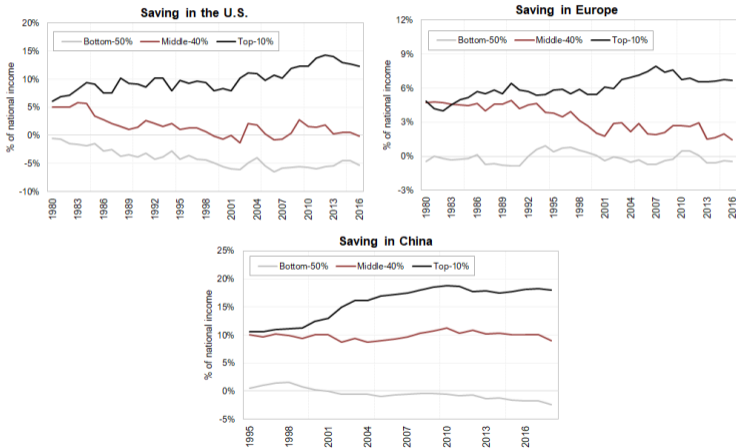 Saving in the U.S.
% of national income
Bottom-50% Middle-40% Top-10%
20%
15%
10%
5%
0%
-5%
-10%
1980 1983 1986 1989 1992 1995 1998 2001 2004 2007 2010 2013 2016
Saving in Europe
% of national income
Bottom-50% Middle-40% Top-10%
12%
9%
6%
3%
0%
-3%
1980 1983 1986 1989 1992 1995 1998 2001 2004 2007 2010 2013 2016
Saving in China
% of national income
Bottom-50% Middle-40% Top-10%
25%
20%
15%
10%
5%
0%
-5%
1995 1998 2001 2004 2007 2010 2013 2016